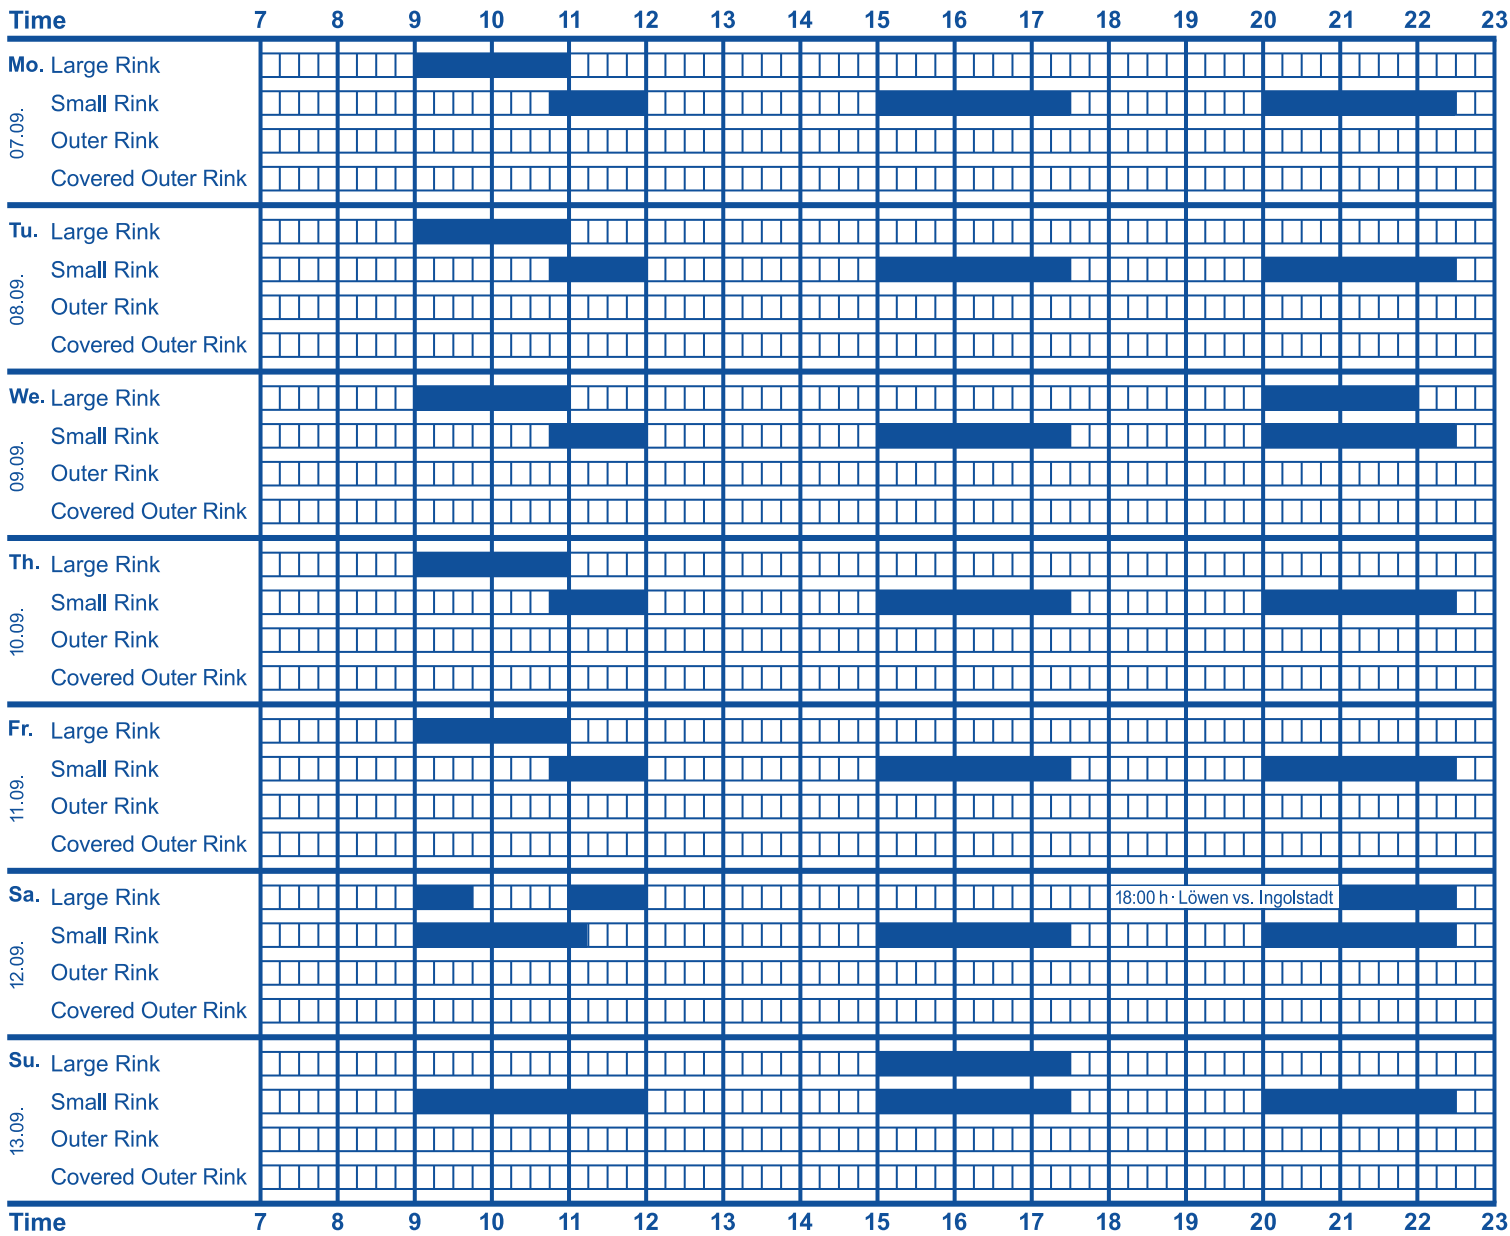 Time 7 8 9 10 11 12 13 14 15 16 17 18 19 20 21 22 23
Mo. Large Rink
Small Rink
07.09.
Outer Rink
Covered Outer Rink
Tu. Large Rink
Small Rink
08.09.
Outer Rink
Covered Outer Rink
We. Large Rink
Small Rink
09.09.
Outer Rink
Covered Outer Rink
Th. Large Rink
Small Rink
10.09.
Outer Rink
Covered Outer Rink
Fr. Large Rink
Small Rink
11.09.
Outer Rink
Covered Outer Rink
Sa. Large Rink 18:00 h · Löwen vs. Ingolstadt
Small Rink
12.09.
Outer Rink
Covered Outer Rink
Su. Large Rink
Small Rink
13.09.
Outer Rink
Covered Outer Rink
Time 7 8 9 10 11 12 13 14 15 16 17 18 19 20 21 22 23